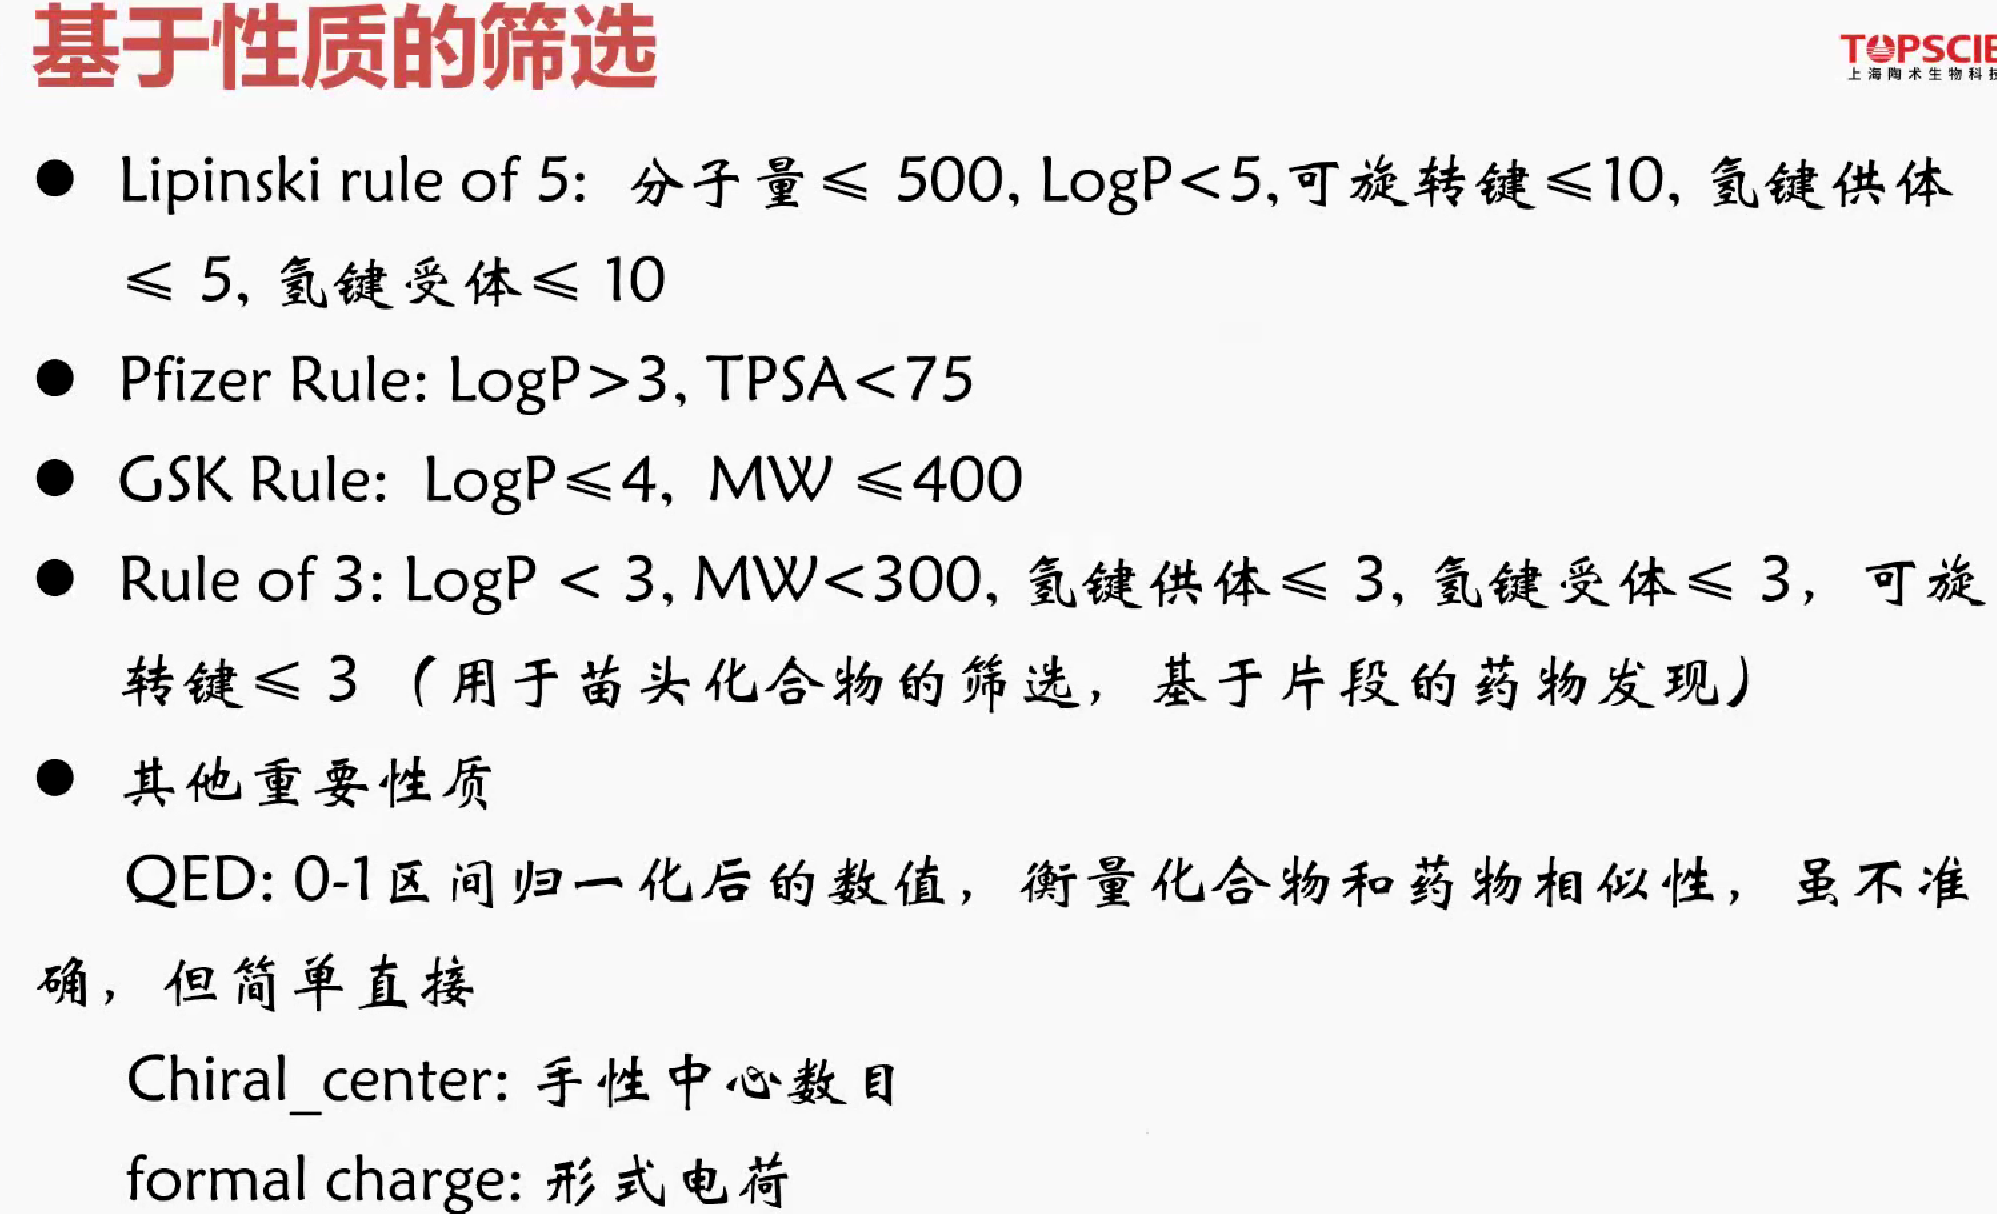 基于性质的筛选
TOPSCIE
上海陶术生物科技
● Lipinski rule of 5: 分子量≤ 500, LogP<5,可旋转键≤10, 氢键供体
≤ 5, 氢键受体≤ 10
● Pfizer Rule: LogP>3, TPSA<75
● GSK Rule: LogP≤4, MW ≤400
● Rule of 3: LogP < 3, MW<300, 氢键供体≤ 3, 氢键受体≤ 3， 可旋
转键≤ 3 （用于苗头化合物的筛选，基于片段的药物发现）
● 其他重要性质
QED: 0-1区间归一化后的数值，衡量化合物和药物相似性，虽不准
确，但简单直接
Chiral_center: 手性中心数目
formal charge: 形式电荷